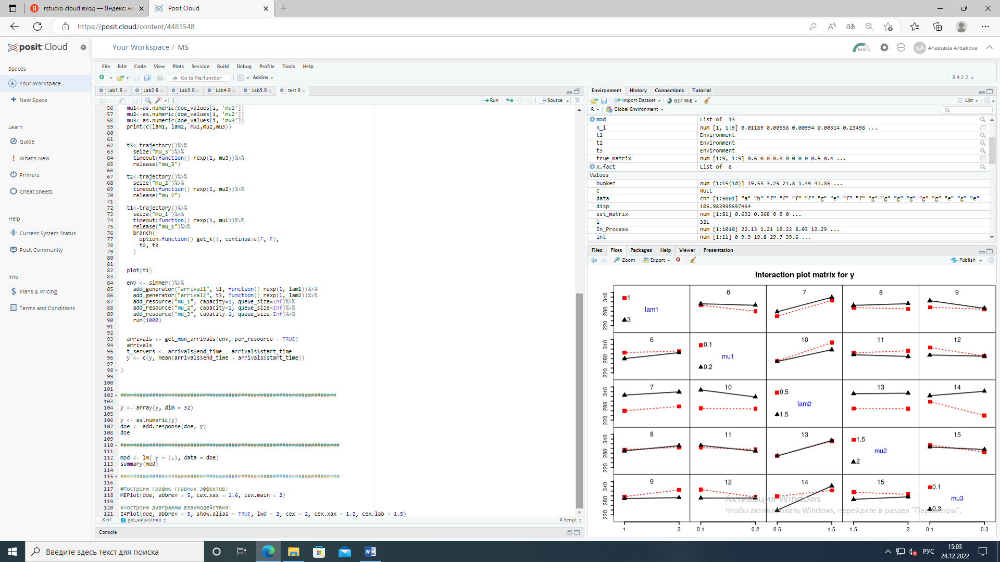 rstudio cloud вход — Яндекс: на
Posit Cloud
https://posit.cloud/content/4481548
posit Cloud
Your Workspace / MS
RAM
AA
Anastasia Arbakova
Spaces
Your Workspace
New Space
Learn
Guide
What's New
Primers
Cheat Sheets
Help
Current System Status
Posit Community
Info
Plans & Pricing
Terms and Conditions
File Edit Code View Plots Session Build Debug Profile Tools Help
Go to file/function
Addins
R 4.2.2
Lab1.R Lab2.R Lab3.R Lab4.R Lab5.R test.R
Run Source
56 mu1<-as.numeric(doe_values[i, 'mu1'])
57 mu2<-as.numeric(doe_values[i, 'mu2'])
58 mu3<-as.numeric(doe_values[i, 'mu3'])
59 print(c(lam1, lam2, mu1,mu2,mu3))
60
61
62 t3<-trajectory()%>%
63 seize("mu_3")%>%
64 timeout(function() rexp(1, mu3))%>%
65 release("mu_3")
66
67 t2<-trajectory()%>%
68 seize("mu_2")%>%
69 timeout(function() rexp(1, mu2))%>%
70 release("mu_2")
71
72 t1<-trajectory()%>%
73 seize("mu_1")%>%
74 timeout(function() rexp(1, mu1))%>%
75 release("mu_1")%>%
76 branch(
77 option=function() get_k(), continue=c(F, F),
78 t2, t3
79 )
80
81
82 plot(t1)
83
84 env <- simmer()%>%
85 add_generator("arrival1", t1, function() rexp(1, lam1))%>%
86 add_generator("arrival2", t3, function() rexp(1, lam2))%>%
87 add_resource("mu_1", capacity=1, queue_size=Inf)%>%
88 add_resource("mu_2", capacity=1, queue_size=Inf)%>%
89 add_resource("mu_3", capacity=1, queue_size=Inf)%>%
90 run(1000)
91
92
93 arrivals <- get_mon_arrivals(env, per_resource = TRUE)
94 arrivals
95 t_servers <- arrivals$end_time - arrivals$start_time
96 y <- c(y, mean(arrivals$end_time - arrivals$start_time))
97
98 }
99
100
101
102 ####################################################################
103
104 y <- array(y, dim = 32)
105
106 y <- as.numeric(y)
107 doe <- add.response(doe, y)
108 doe
109
110 #####################################################################
111
112 mod <- lm( y ~ (.), data = doe)
113 summary(mod)
114
115 #####################################################################
116
117 #Построим график главных эффектов:
118 MEPlot(doe, abbrev = 5, cex.xax = 1.6, cex.main = 2)
119
120 #Построим диаграммы взаимодействия:
121 IAPlot(doe, abbrev = 5, show.alias = TRUE, lwd = 2, cex = 2, cex.xax = 1.2, cex.lab = 1.5)
8:61 get_values(mu) R Script
Console
Environment History Connections Tutorial
Import Dataset 637 MiB List
R Global Environment
mod List of 13
n_i num [1, 1:9] 0.01189 0.00556 0.00994 0.00314 0.23498 ...
t1 Environment
t2 Environment
t3 Environment
true_matrix num [1:9, 1:9] 0.6 0 0 0.3 0 0 0 0 0.5 0.4 ...
x.fact List of 6
Values
bunker num [1:15(1d)] 19.53 3.29 21.8 1.49 41.86 ...
c NULL
data chr [1:5001] "a" "b" "f" "f" "f" "f" "g" "e" "f" "f" "g" "g" "g" "g" "g" "g" "e" "g" "e"…
disp 106.983998697464
est_matrix num [1:81] 0.632 0.368 0 0 0 ...
i 32L
In_Process num [1:1010] 22.13 1.21 18.22 8.03 13.29 ...
int num [1:11] 0 9.9 19.8 29.7 39.6 ...
Files Plots Packages Help Viewer Presentation
Zoom Export Publish
Interaction plot matrix for y
220 280 340 1 lam1 3 6 7 8 9
220 280 340 6 0.1 mu1 0.2 10 11 12
220 280 340 7 10 0.5 lam2 1.5 13 14
220 280 340 8 11 13 1.5 mu2 2 15
220 280 340 9 12 14 15 0.1 mu3 0.3
1 3 0.1 0.2 0.5 1.5 1.5 2 0.1 0.3
Активация Windows
Чтобы активировать Windows, перейдите в раздел "Параметры".
Введите здесь текст для поиска
РУС
15:03
24.12.2022